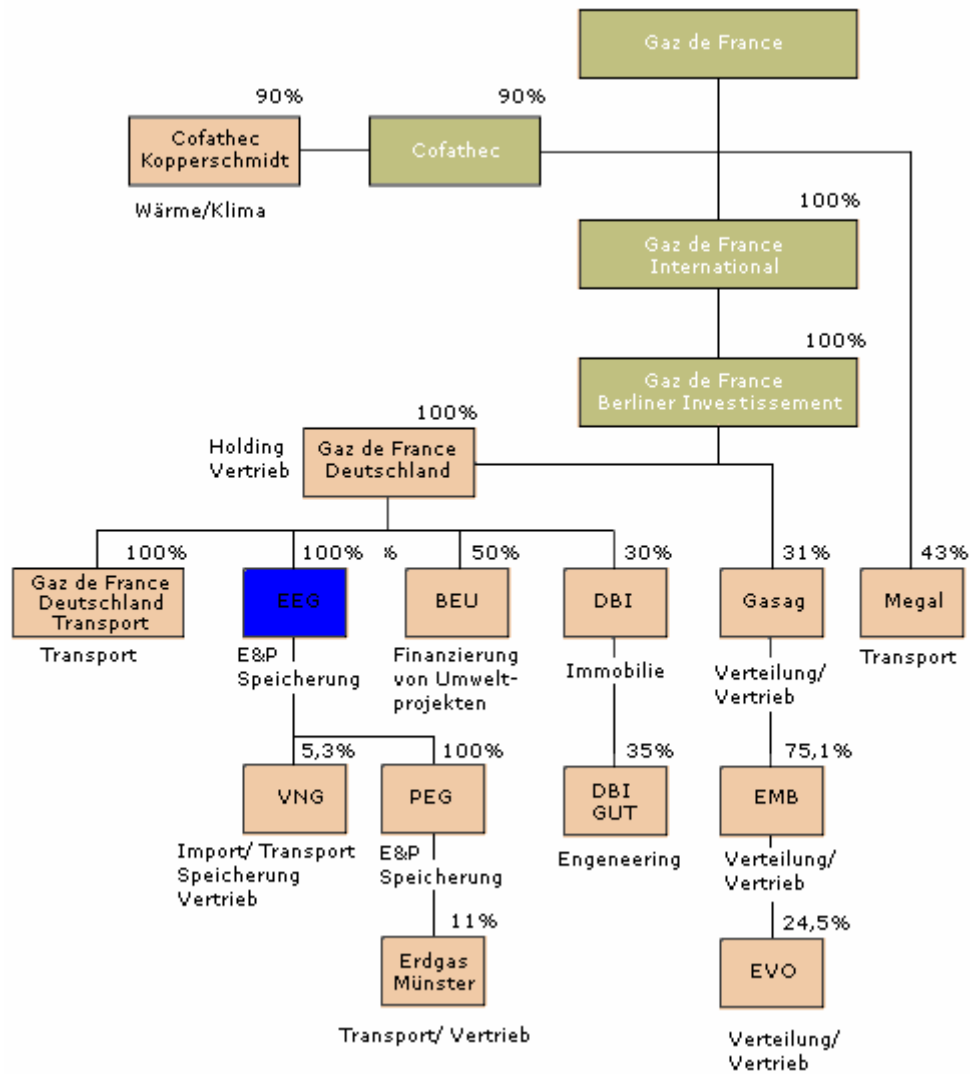 Gaz de France
90%
90%
Cofathec
Kopperschmidt
Cofathec
Wärme/Klima
100%
Gaz de France
International
100%
Gaz de France
Berliner Investissement
100%
Holding
Vertrieb
Gaz de France
Deutschland
100%
100%
%
50%
30%
31%
43%
Gaz de France
Deutschland
Transport
EEG
BEU
DBI
Gasag
Megal
Transport
E&P
Speicherung
Finanzierung
von Umwelt-
projekten
Immobilie
Verteilung/
Vertrieb
Transport
5,3%
100%
35%
75,1%
VNG
PEG
DBI
GUT
EMB
Import/ Transport
Speicherung
Vertrieb
E&P
Speicherung
Engeneering
Verteilung/
Vertrieb
11%
24,5%
Erdgas
Münster
EVO
Transport/ Vertrieb
Verteilung/
Vertrieb